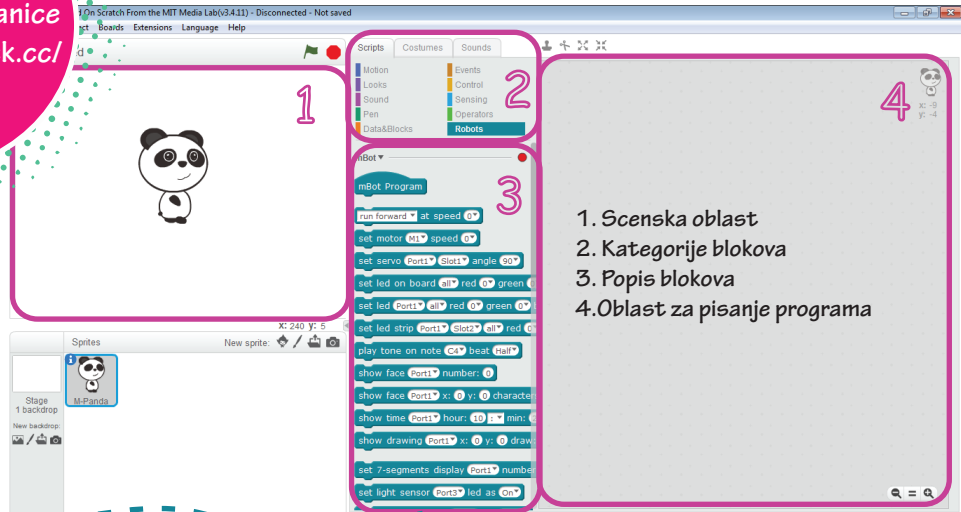 anice
k.cc/
d On Scratch From the MIT Media Lab(v3.4.11) - Disconnected - Not saved
Boards Extensions Language Help
Scripts Costumes Sounds
Motion Events
Looks Control
Sound Sensing
Pen Operators
Data&Blocks Robots
1
2
3
4
x: -9
y: -4
mBot
mBot Program
run forward at speed 0
set motor M1 speed 0
set servo Port1 Slot1 angle 90
set led on board all red 0 green
set led Port1 all red 0 green 0
set led strip Port1 Slot2 all red
play tone on note C4 beat Half
show face Port1 number: 0
show face Port1 x: 0 y: 0 character
show time Port1 hour: 10 : min:
show drawing Port1 x: 0 y: 0 draw
set 7-segments display Port1 numbe
set light sensor Port3 led as On
1. Scenska oblast
2. Kategorije blokova
3. Popis blokova
4.Oblast za pisanje programa
X: 240 y: 5
Sprites New sprite:
M-Panda
Stage
1 backdrop
New backdrop: